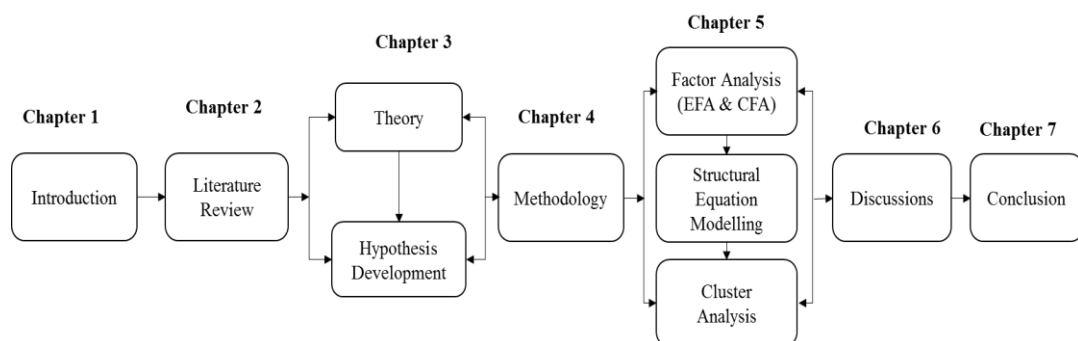 Chapter 1
Introduction
Chapter 2
Literature
Review
Chapter 3
Theory
Hypothesis
Development
Chapter 4
Methodology
Chapter 5
Factor Analysis
(EFA & CFA)
Structural
Equation
Modelling
Cluster
Analysis
Chapter 6
Discussions
Chapter 7
Conclusion